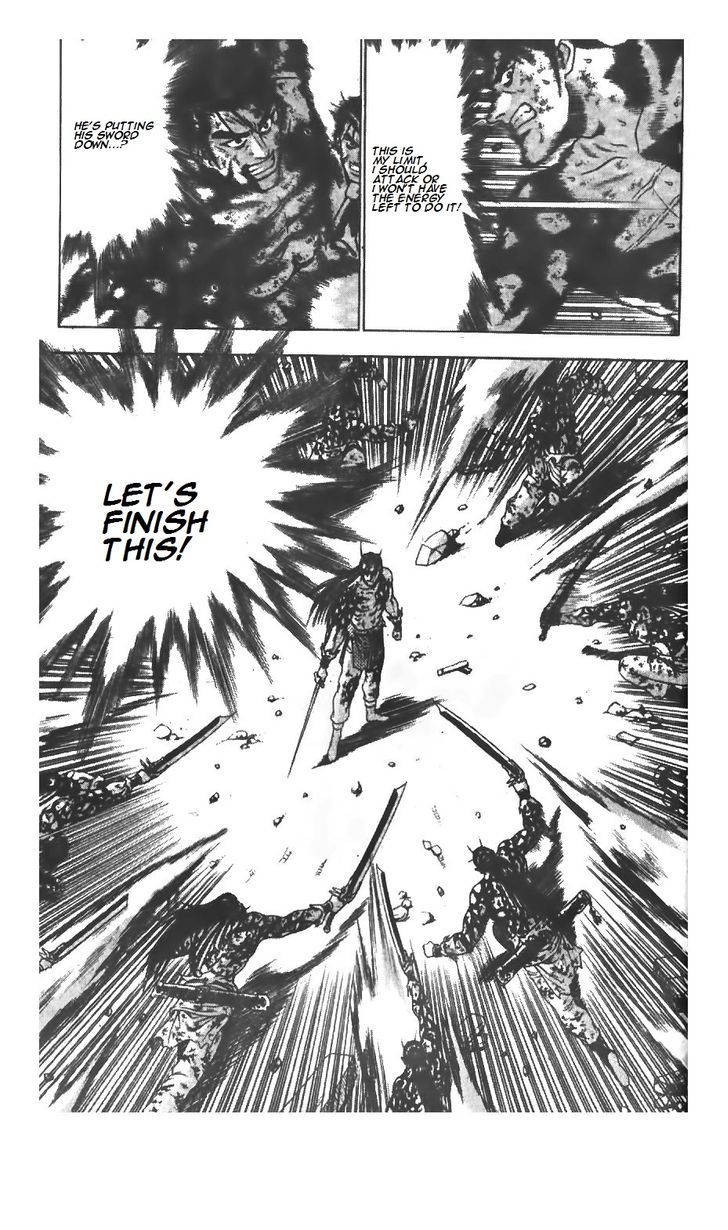 THIS IS
MY LIMIT,
I SHOULD
ATTACK OR
I WON'T HAVE
THE ENERGY
LEFT TO DO IT!
HE'S PUTTING
HIS SWORD
DOWN...?
LET'S
FINISH
THIS!